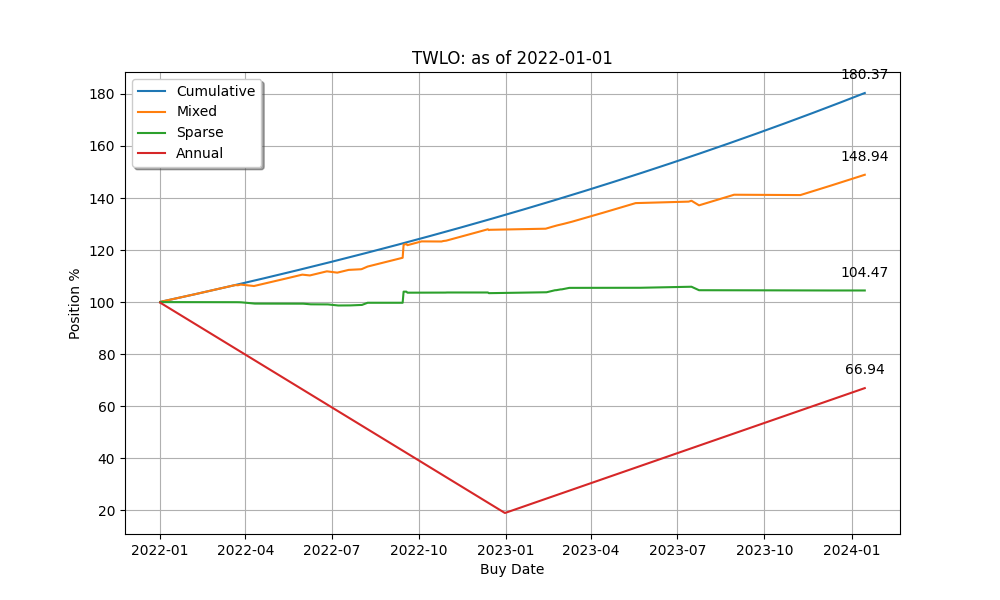 TWLO: as of 2022-01-01
180.37
180
Cumulative
Mixed
Sparse
Annual
160
148.94
140
120
104.47
100
80
66.94
60
40
20
Position %
2022-01 2022-04 2022-07 2022-10 2023-01 2023-04 2023-07 2023-10 2024-01
Buy Date